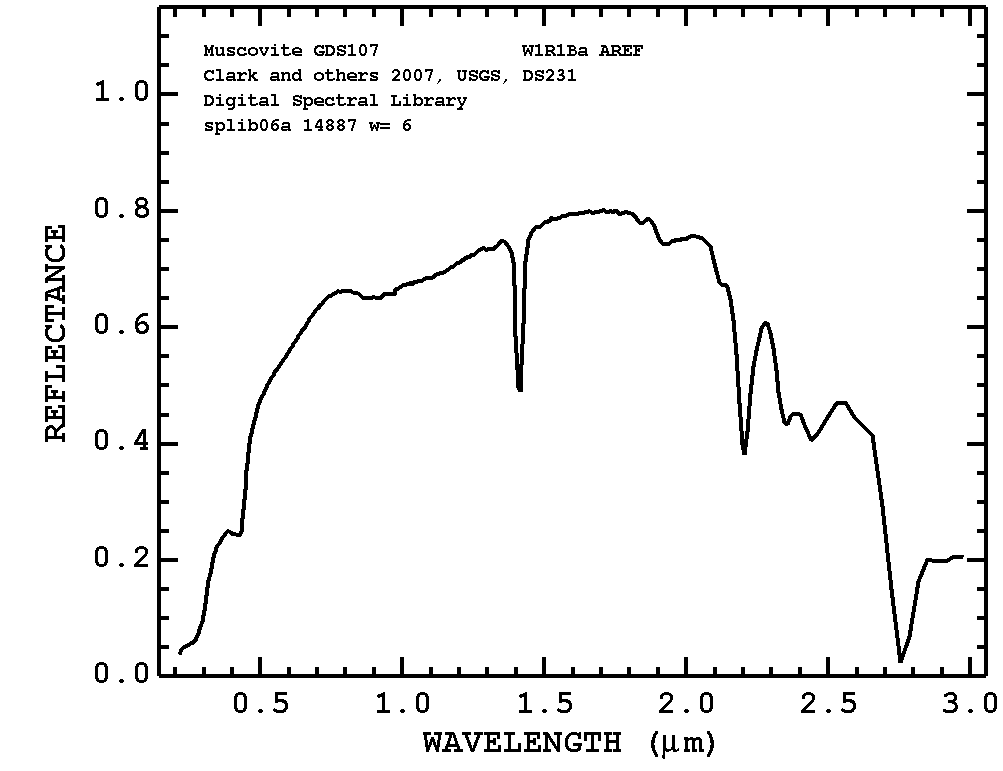 Muscovite GDS107 W1R1Ba AREF
Clark and others 2007, USGS, DS231
Digital Spectral Library
splib06a 14887 w= 6
REFLECTANCE
1.0
0.8
0.6
0.4
0.2
0.0
0.5 1.0 1.5 2.0 2.5 3.0
WAVELENGTH (μm)